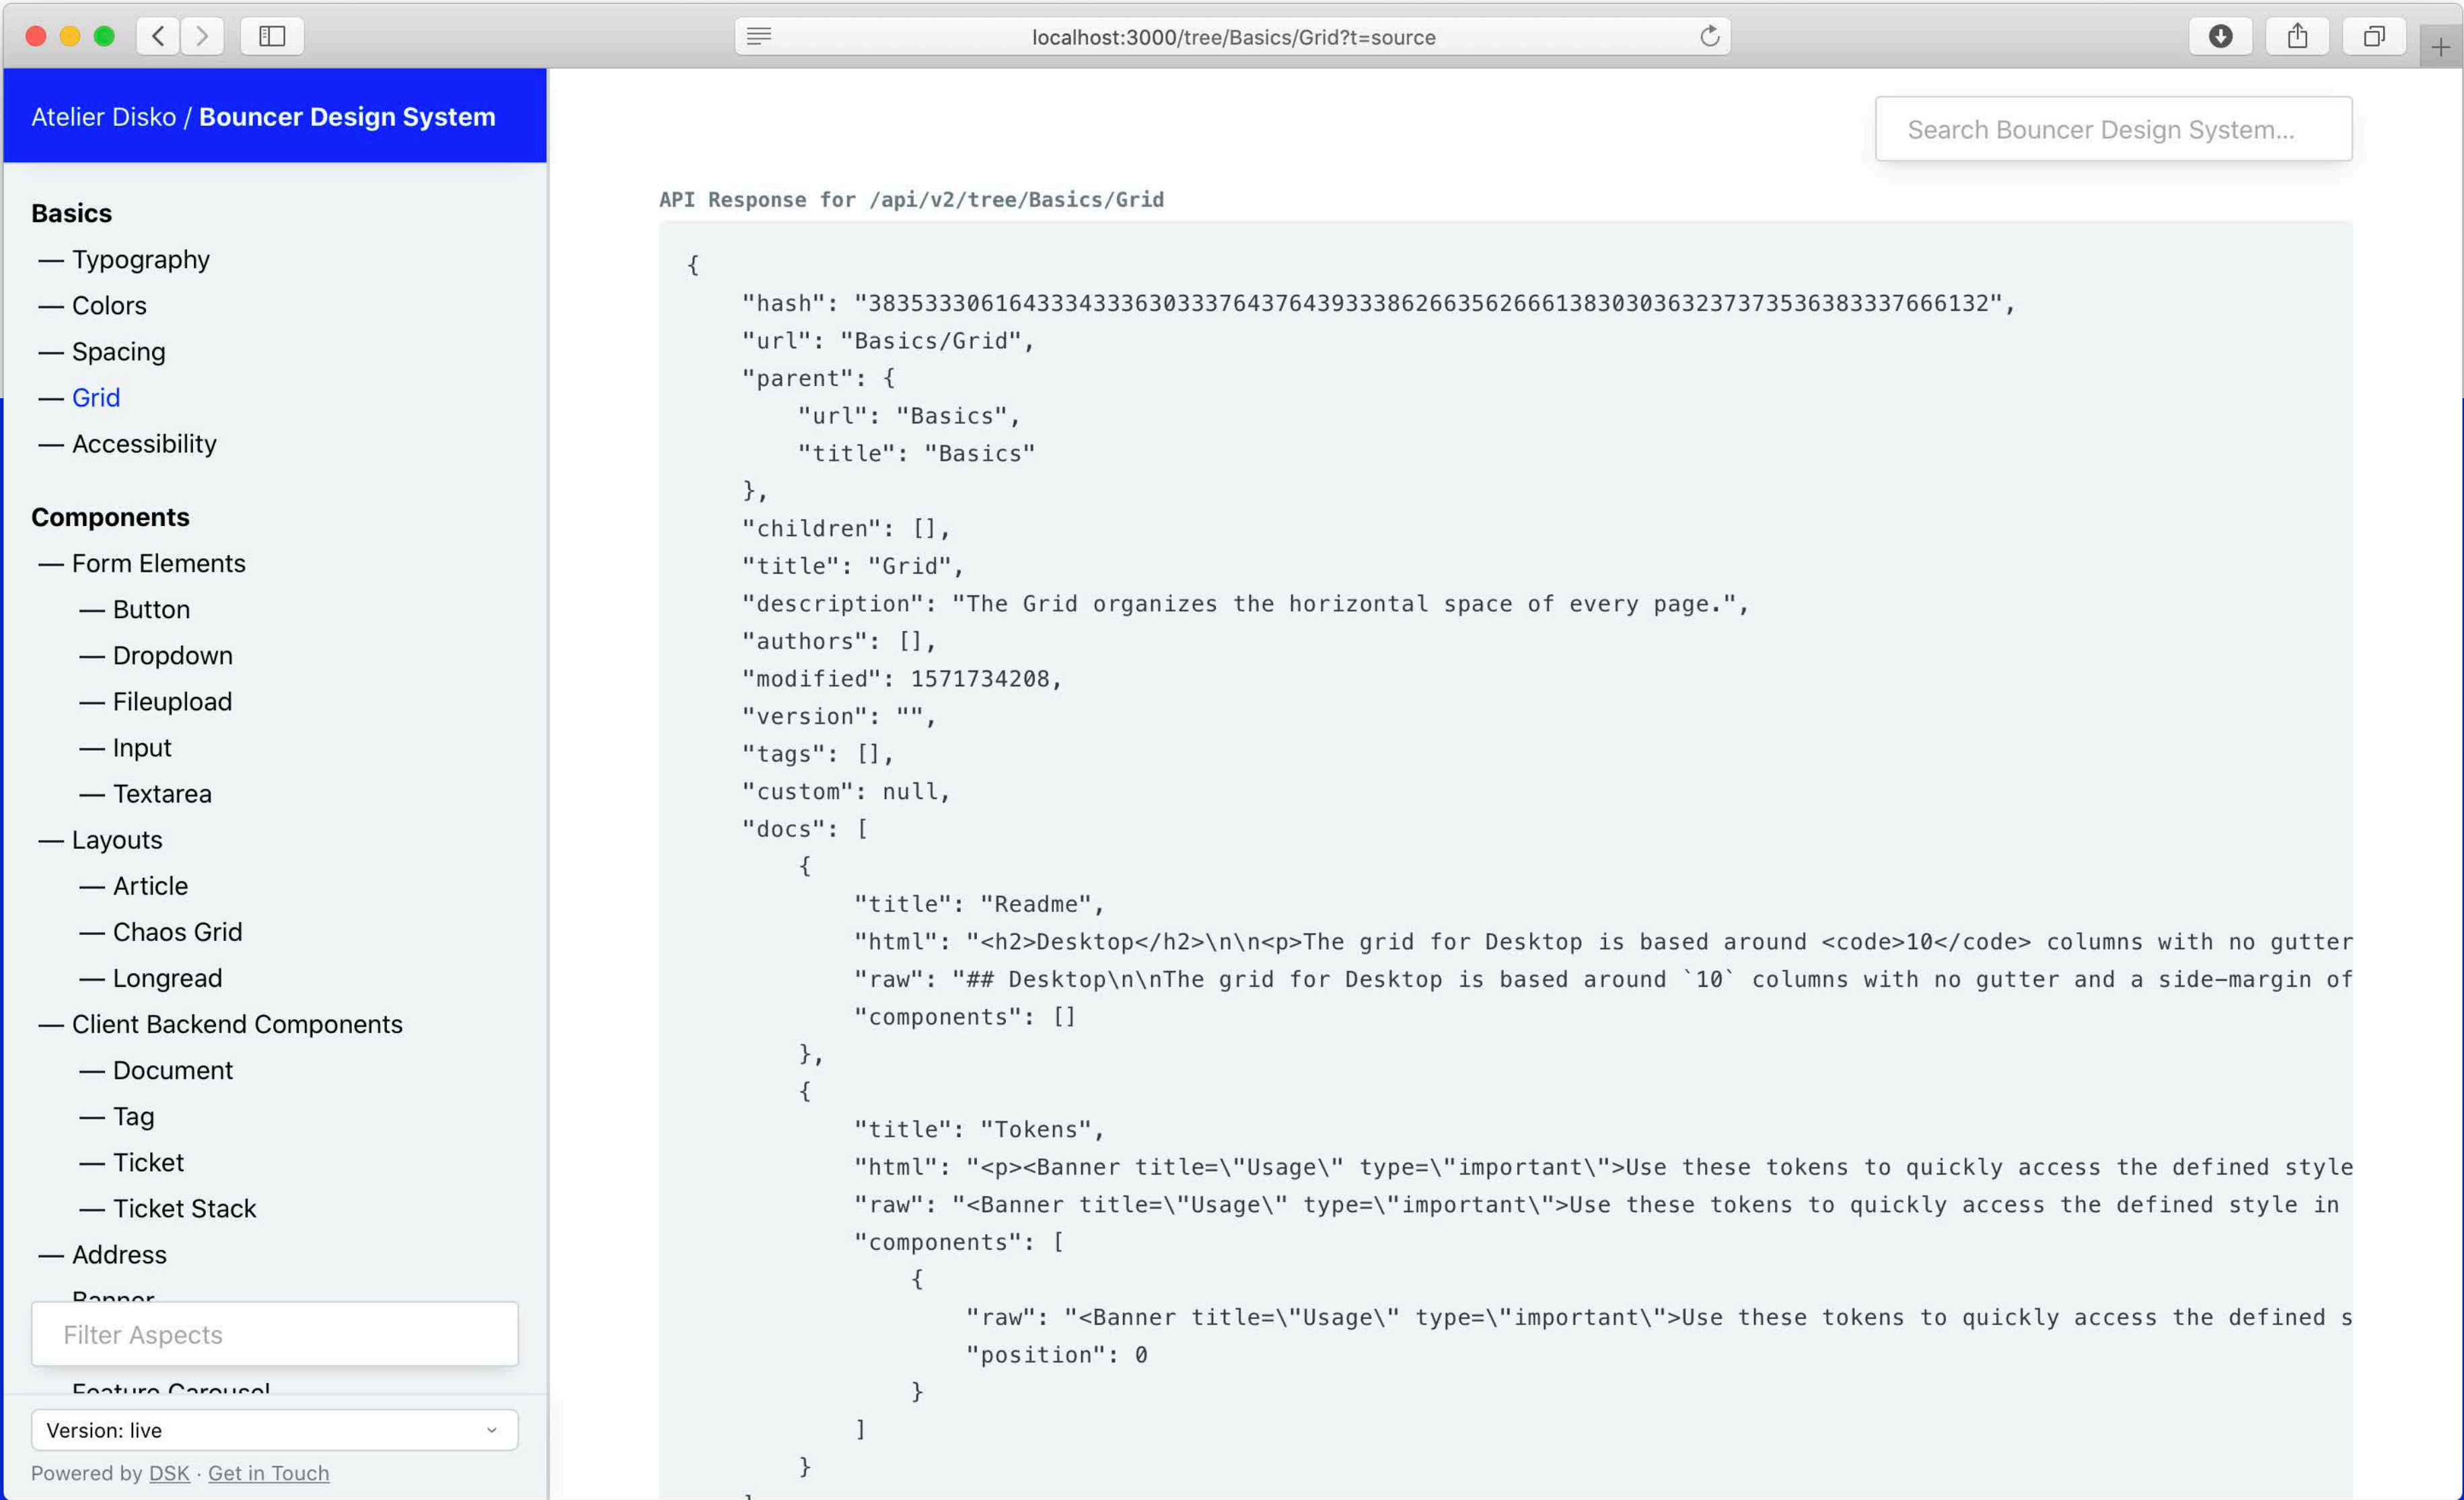 localhost:3000/tree/Basics/Grid?t=source
Atelier Disko / Bouncer Design System
Basics
— Typography
— Colors
— Spacing
— Grid
— Accessibility
Components
— Form Elements
— Button
— Dropdown
— Fileupload
— Input
— Textarea
— Layouts
— Article
— Chaos Grid
— Longread
— Client Backend Components
— Document
— Tag
— Ticket
— Ticket Stack
— Address
Banner
Filter Aspects
Feature Carousel
Version: live
Powered by DSK · Get in Touch
Search Bouncer Design System...
API Response for /api/v2/tree/Basics/Grid
{
"hash": "38353330616433343336303337643764393338626635626661383030363237373536383337666132",
"url": "Basics/Grid",
"parent": {
"url": "Basics",
"title": "Basics"
},
"children": [],
"title": "Grid",
"description": "The Grid organizes the horizontal space of every page.",
"authors": [],
"modified": 1571734208,
"version": "",
"tags": [],
"custom": null,
"docs": [
{
"title": "Readme",
"html": "<h2>Desktop</h2>\n\n<p>The grid for Desktop is based around <code>10</code> columns with no gutter
"raw": "## Desktop\n\nThe grid for Desktop is based around `10` columns with no gutter and a side-margin of
"components": []
},
{
"title": "Tokens",
"html": "<p><Banner title=\"Usage\" type=\"important\">Use these tokens to quickly access the defined style
"raw": "<Banner title=\"Usage\" type=\"important\">Use these tokens to quickly access the defined style in
"components": [
{
"raw": "<Banner title=\"Usage\" type=\"important\">Use these tokens to quickly access the defined s
"position": 0
}
]
}